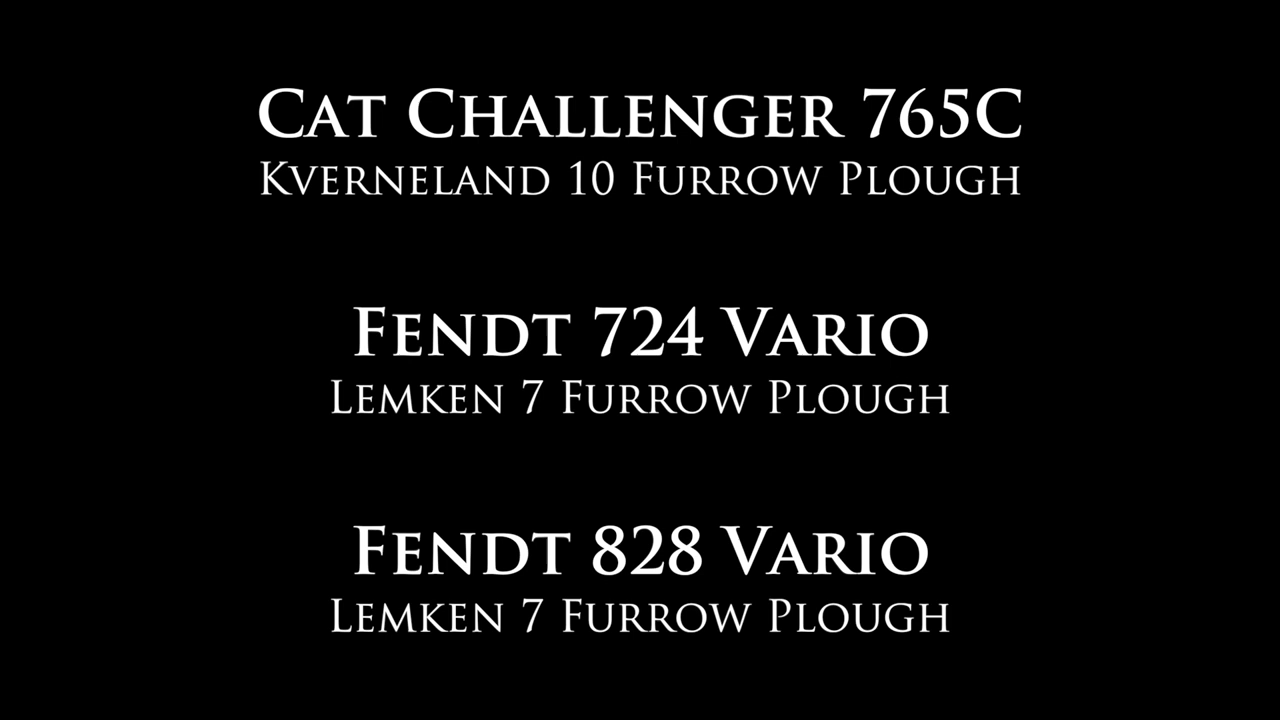 Cat Challenger 765C
Kverneland 10 Furrow Plough
Fendt 724 Vario
Lemken 7 Furrow Plough
Fendt 828 Vario
Lemken 7 Furrow Plough